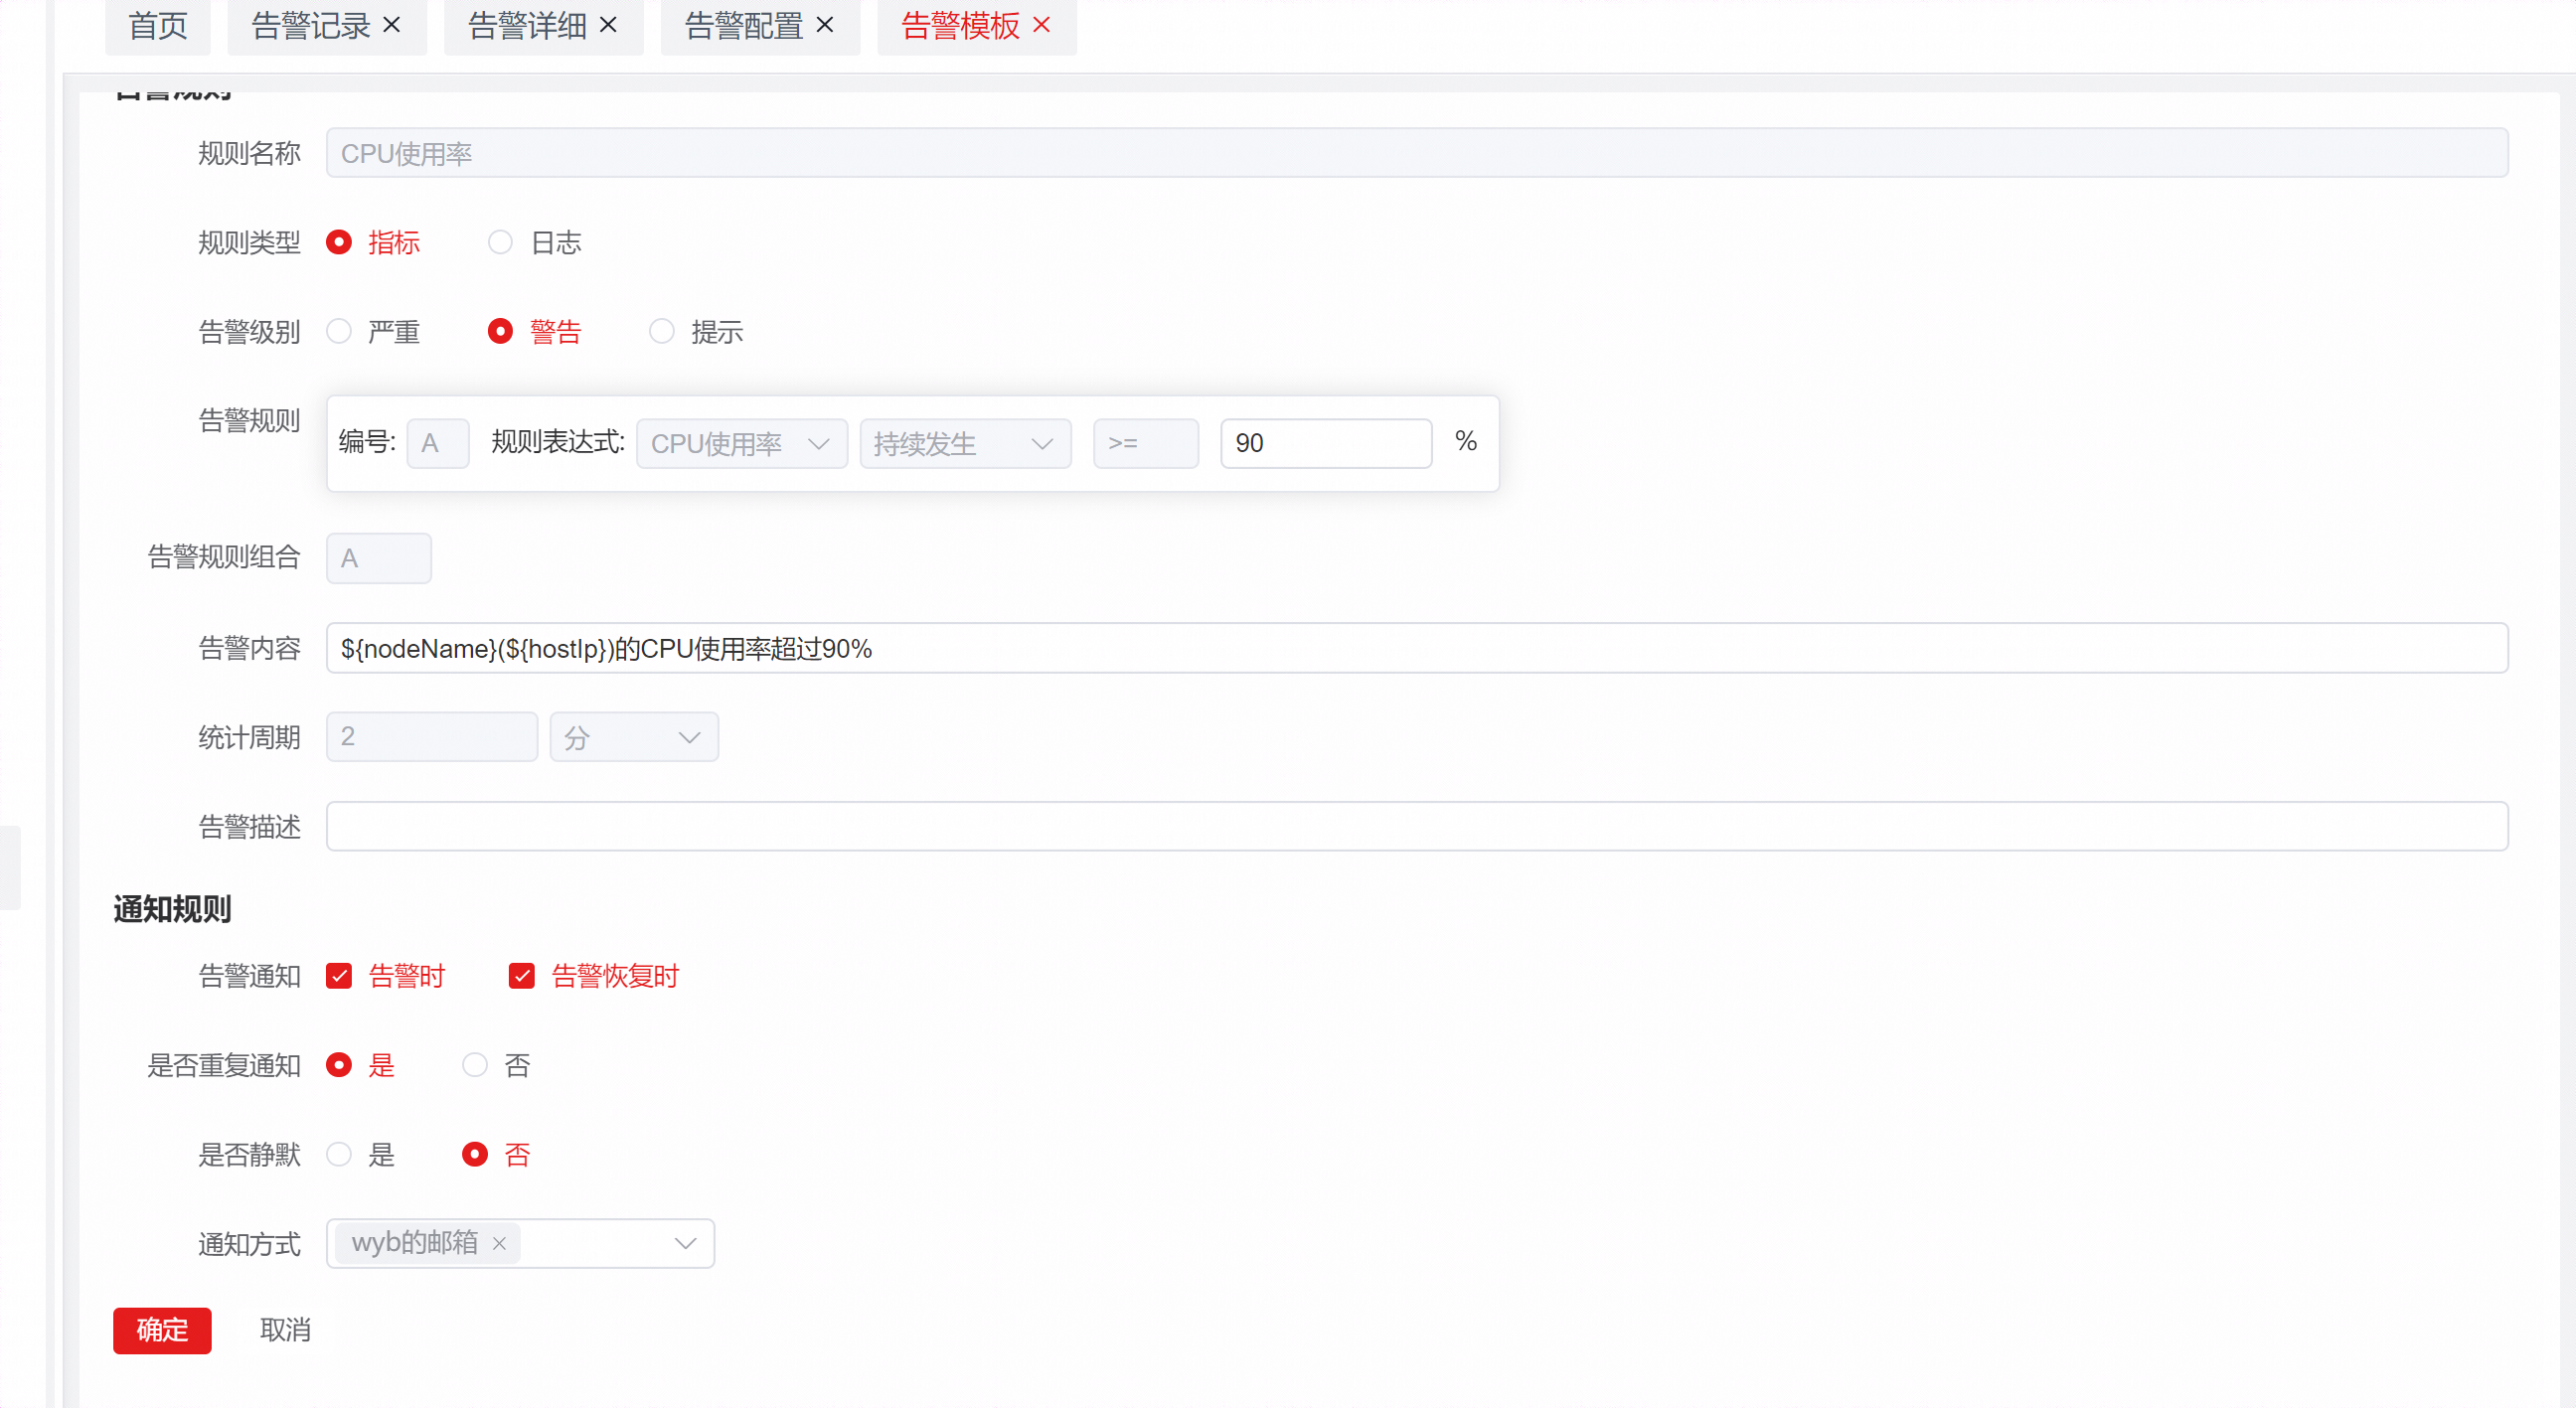 首页 告警记录 告警详细 告警配置 告警模板
告警规则
规则名称 CPU使用率
规则类型 指标 日志
告警级别 严重 警告 提示
告警规则 编号: A 规则表达式: CPU使用率 持续发生 >= 90 %
告警规则组合 A
告警内容 ${nodeName}(${hostIp})的CPU使用率超过90%
统计周期 2 分
告警描述
通知规则
告警通知 告警时 告警恢复时
是否重复通知 是 否
是否静默 是 否
通知方式 wyb的邮箱
确定 取消